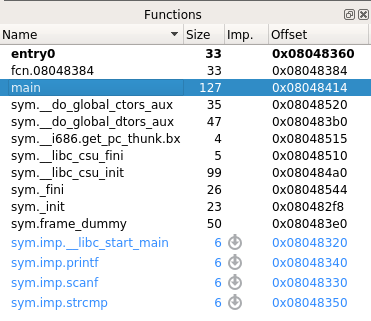 Functions
Name Size Imp. Offset
entry0 33 0x08048360
fcn.08048384 33 0x08048384
main 127 0x08048414
sym.__do_global_ctors_aux 35 0x08048520
sym.__do_global_dtors_aux 47 0x080483b0
sym.__i686.get_pc_thunk.bx 4 0x08048515
sym.__libc_csu_fini 5 0x08048510
sym.__libc_csu_init 99 0x080484a0
sym._fini 26 0x08048544
sym._init 23 0x080482f8
sym.frame_dummy 50 0x080483e0
sym.imp.__libc_start_main 6 0x08048320
sym.imp.printf 6 0x08048340
sym.imp.scanf 6 0x08048330
sym.imp.strcmp 6 0x08048350